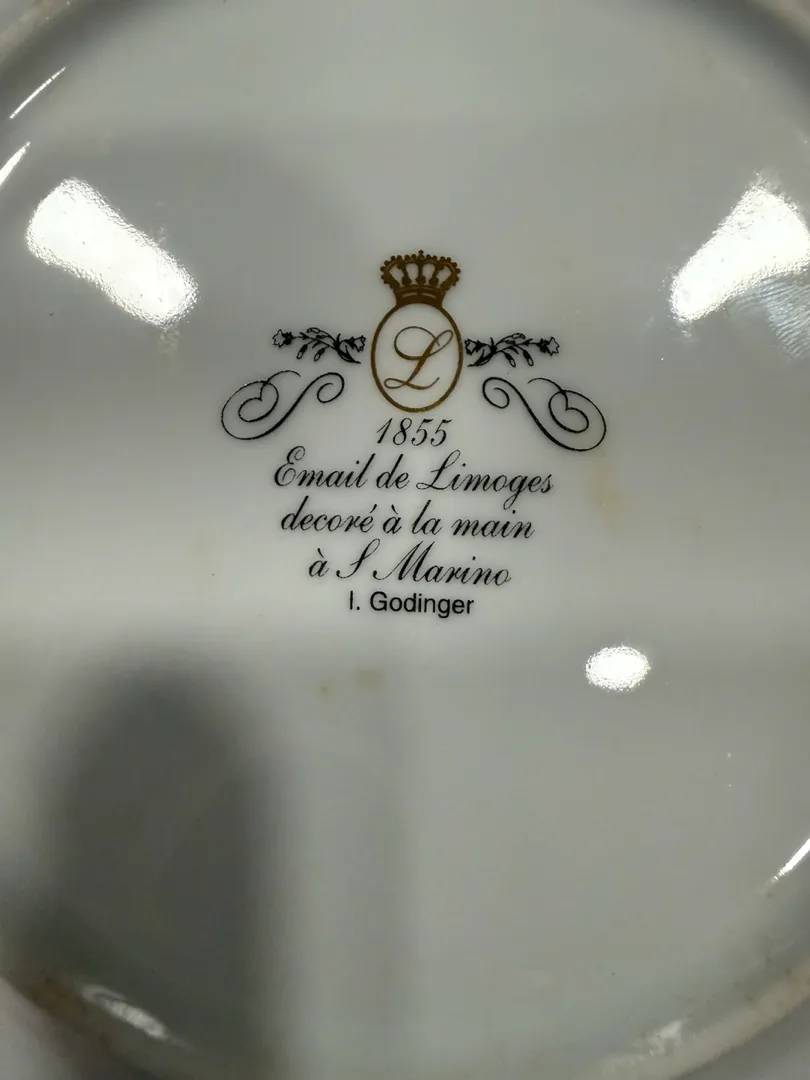 L
1855
Email de Limoges
decoré à la main
à S Marino
I. Godinger